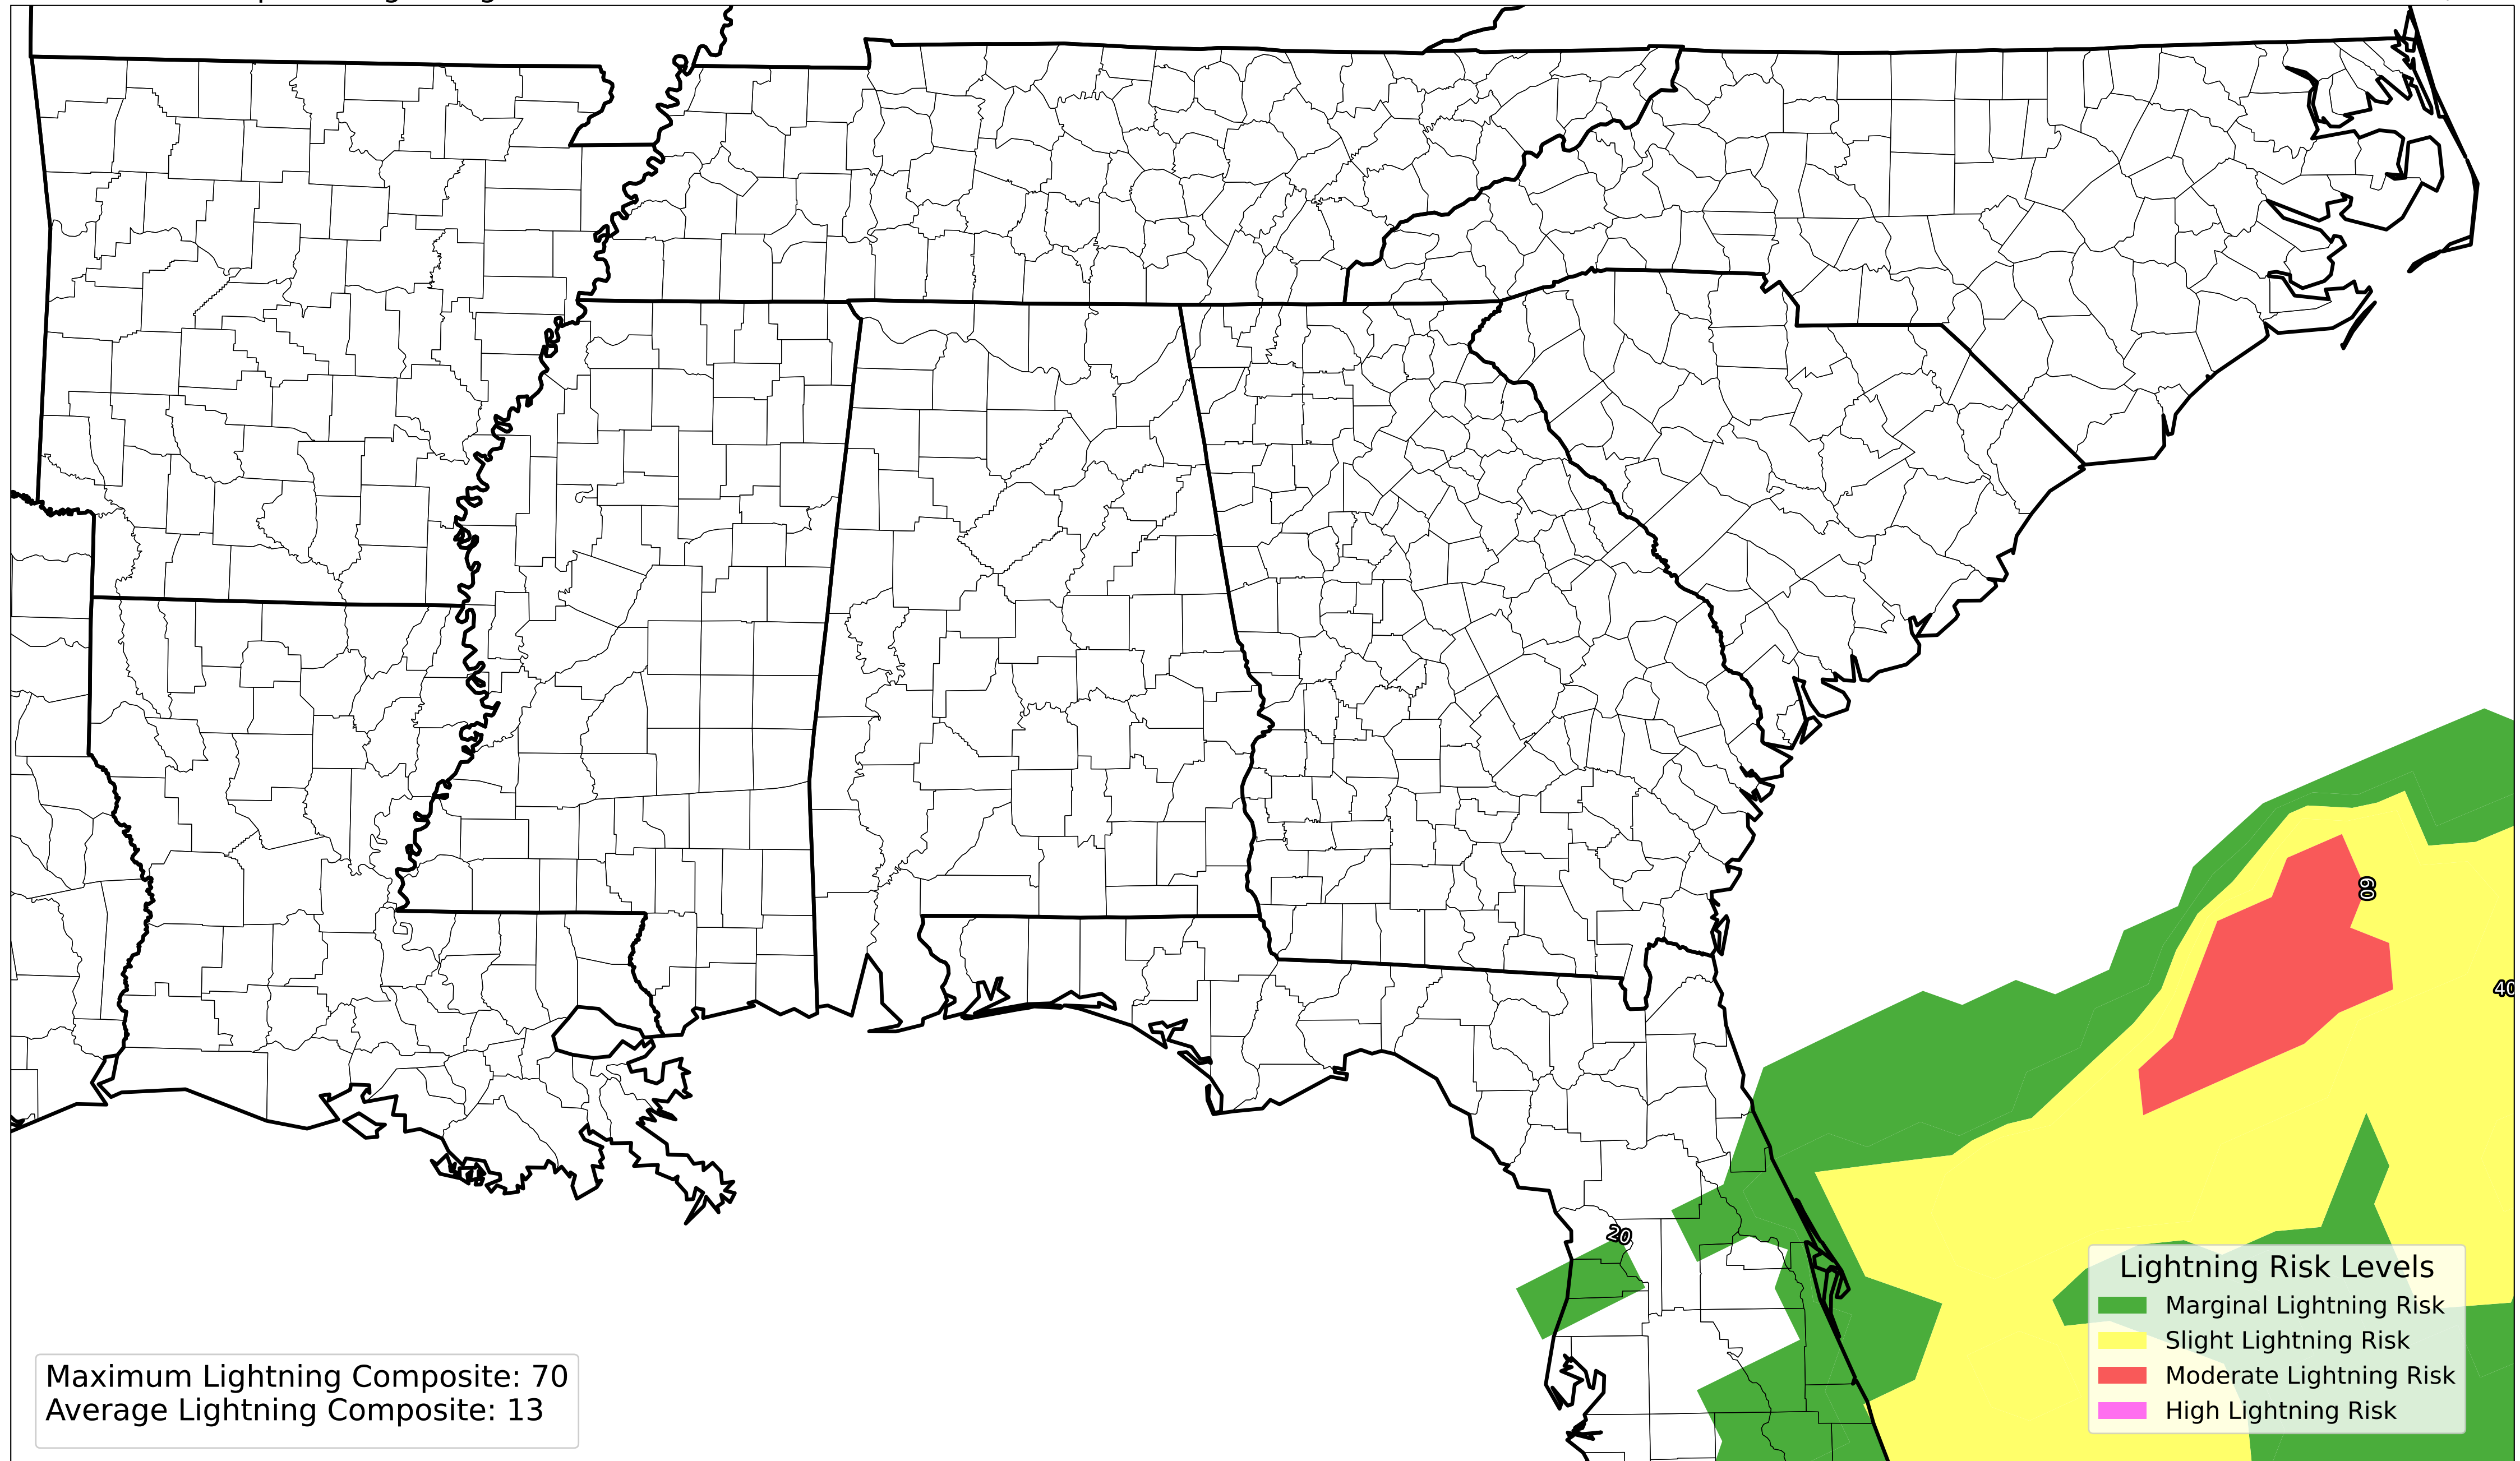 60
40
20
Lightning Risk Levels
Marginal Lightning Risk
Slight Lightning Risk
Moderate Lightning Risk
High Lightning Risk
Maximum Lightning Composite: 70
Average Lightning Composite: 13